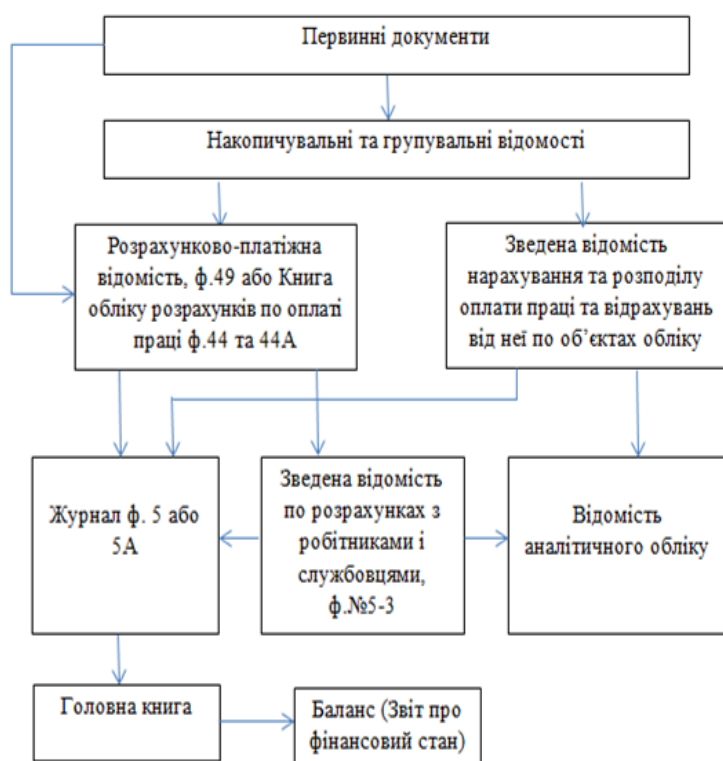 Первинні документи
Накопичувальні та групувальні відомості
Розрахунково-платіжна
відомість, ф.49 або Книга
обліку розрахунків по оплаті
праці ф.44 та 44А
Зведена відомість
нарахування та розподілу
оплати праці та відрахувань
від неї по об’єктах обліку
Журнал ф. 5 або
5А
Зведена відомість
по розрахунках з
робітниками і
службовцями,
ф.№5-3
Відомість
аналітичного обліку
Головна книга
Баланс (Звіт про
фінансовий стан)